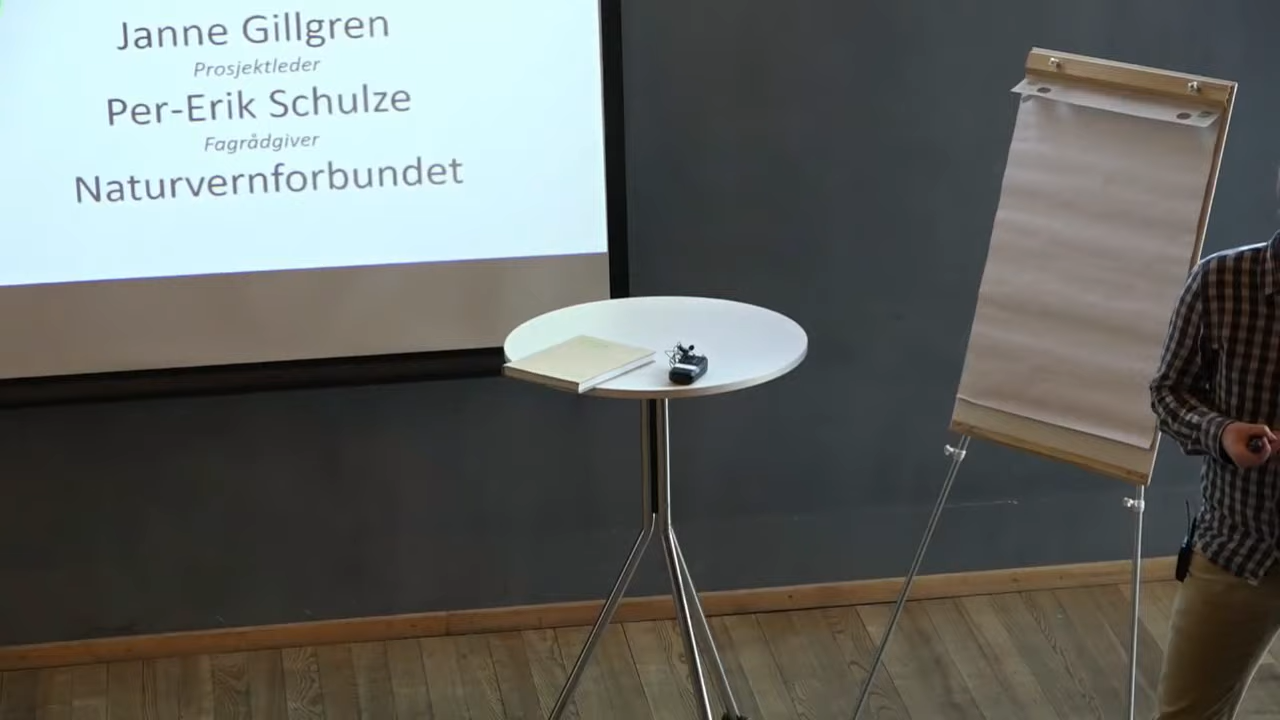 Janne Gillgren
Prosjektleder
Per-Erik Schulze
Fagrådgiver
Naturvernforbundet